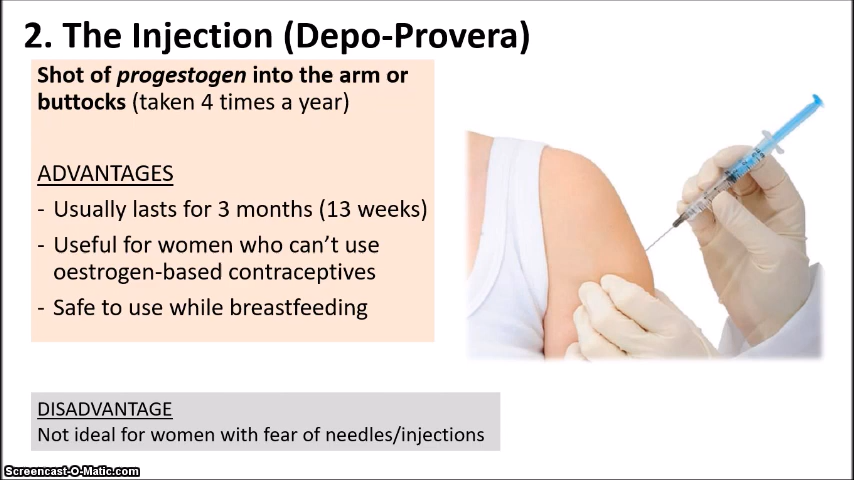 2. The Injection (Depo-Provera)
Shot of progestogen into the arm or
buttocks (taken 4 times a year)
ADVANTAGES
- Usually lasts for 3 months (13 weeks)
- Useful for women who can’t use
oestrogen-based contraceptives
- Safe to use while breastfeeding
DISADVANTAGE
Not ideal for women with fear of needles/injections
Screencast-O-Matic.com